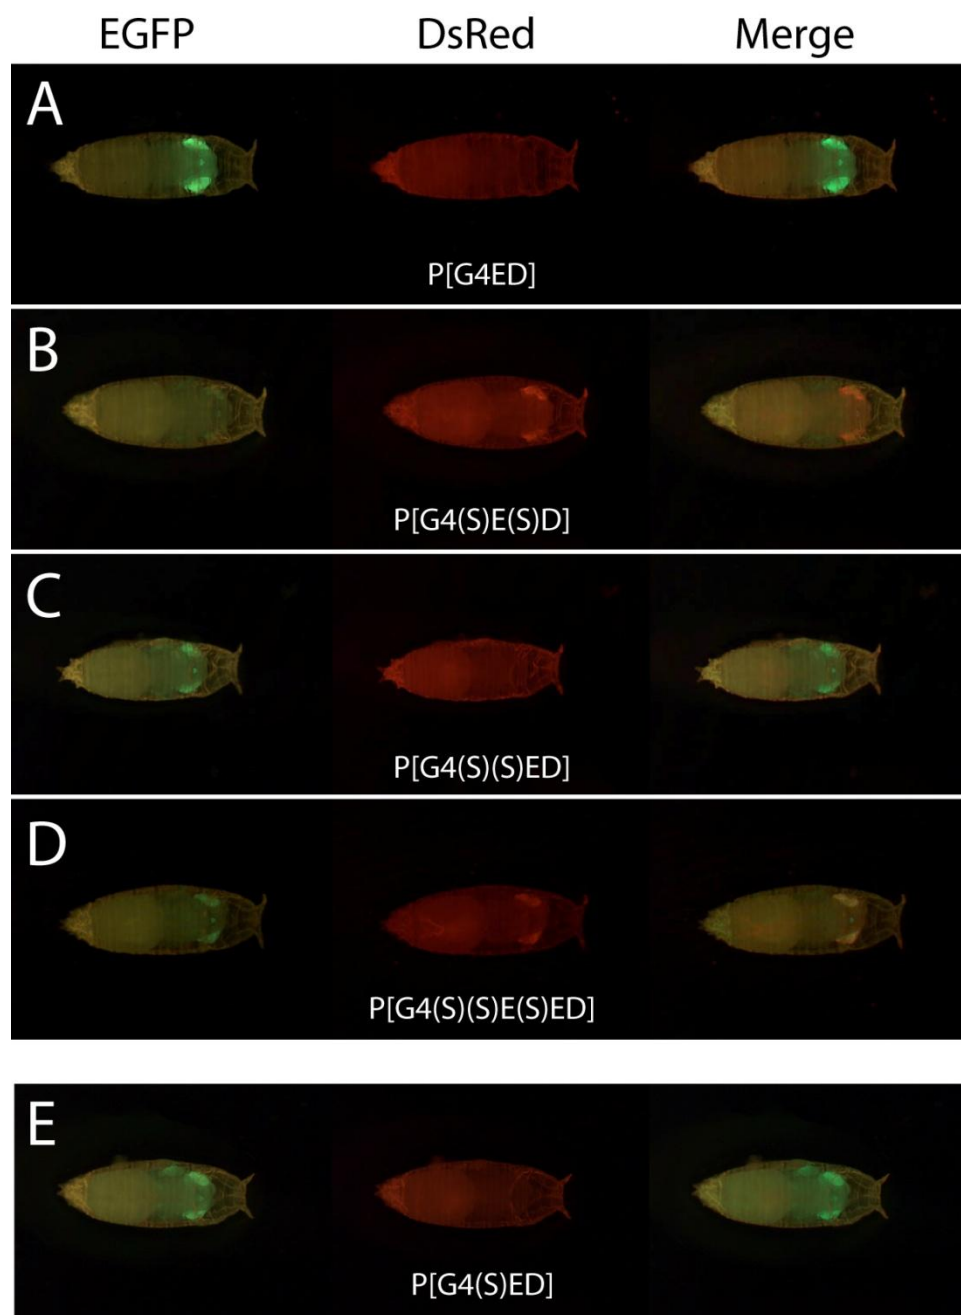 EGFP DsRed Merge
A
P[G4ED]
B
P[G4(S)E(S)D]
C
P[G4(S)(S)ED]
D
P[G4(S)(S)E(S)ED]
E
P[G4(S)ED]